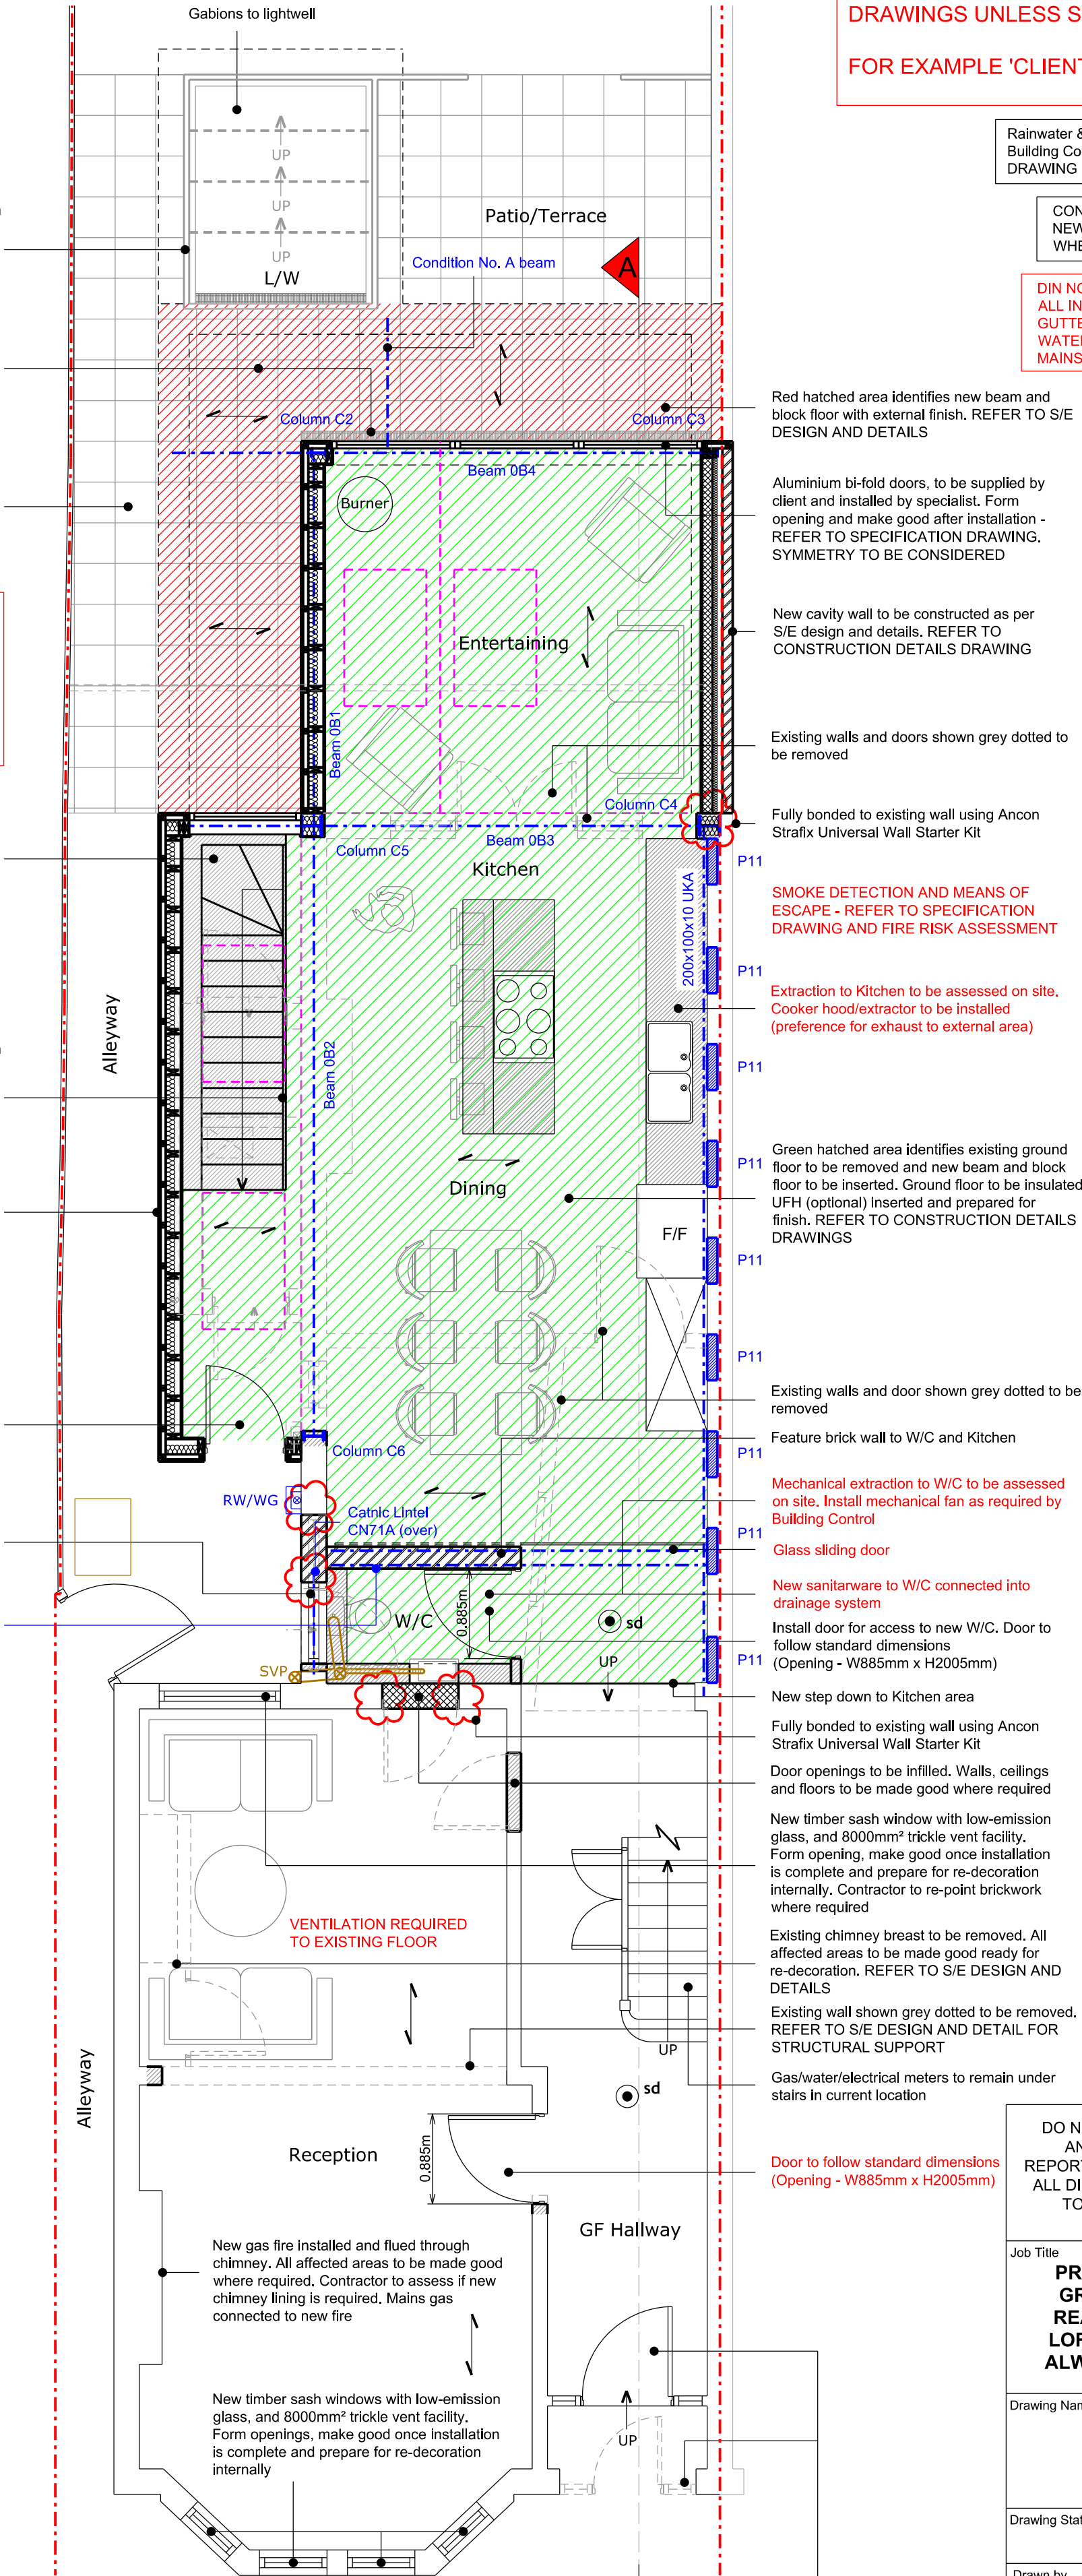 Gabions to lightwell
DRAWINGS UNLESS S
FOR EXAMPLE 'CLIENT
Rainwater &
Building Co
DRAWING
CON
NEW
WHE
DIN NO
ALL IN
GUTTE
WATE
MAINS
UP
UP
UP
L/W
Patio/Terrace
Condition No. A beam
A
Column C2
Column C3
Beam 0B4
Burner
Entertaining
Beam 0B1
Column C4
Column C5
Beam 0B3
Kitchen
200x100x10 UKA
Alleyway
Beam 0B2
Dining
F/F
P11
P11
P11
P11
P11
P11
P11
P11
P11
Column C6
RW/WG
Catnic Lintel
CN71A (over)
W/C
0.885m
sd
UP
SVP
VENTILATION REQUIRED
TO EXISTING FLOOR
Alleyway
UP
sd
Reception
0.885m
GF Hallway
New gas fire installed and flued through
chimney. All affected areas to be made good
where required. Contractor to assess if new
chimney lining is required. Mains gas
connected to new fire
New timber sash windows with low-emission
glass, and 8000mm² trickle vent facility.
Form openings, make good once installation
is complete and prepare for re-decoration
internally
UP
Red hatched area identifies new beam and
block floor with external finish. REFER TO S/E
DESIGN AND DETAILS
Aluminium bi-fold doors, to be supplied by
client and installed by specialist. Form
opening and make good after installation -
REFER TO SPECIFICATION DRAWING.
SYMMETRY TO BE CONSIDERED
New cavity wall to be constructed as per
S/E design and details. REFER TO
CONSTRUCTION DETAILS DRAWING
Existing walls and doors shown grey dotted to
be removed
Fully bonded to existing wall using Ancon
Strafix Universal Wall Starter Kit
SMOKE DETECTION AND MEANS OF
ESCAPE - REFER TO SPECIFICATION
DRAWING AND FIRE RISK ASSESSMENT
Extraction to Kitchen to be assessed on site.
Cooker hood/extractor to be installed
(preference for exhaust to external area)
Green hatched area identifies existing ground
floor to be removed and new beam and block
floor to be inserted. Ground floor to be insulated
UFH (optional) inserted and prepared for
finish. REFER TO CONSTRUCTION DETAILS
DRAWINGS
Existing walls and door shown grey dotted to be
removed
Feature brick wall to W/C and Kitchen
Mechanical extraction to W/C to be assessed
on site. Install mechanical fan as required by
Building Control
Glass sliding door
New sanitarware to W/C connected into
drainage system
Install door for access to new W/C. Door to
follow standard dimensions
(Opening - W885mm x H2005mm)
New step down to Kitchen area
Fully bonded to existing wall using Ancon
Strafix Universal Wall Starter Kit
Door openings to be infilled. Walls, ceilings
and floors to be made good where required
New timber sash window with low-emission
glass, and 8000mm² trickle vent facility.
Form opening, make good once installation
is complete and prepare for re-decoration
internally. Contractor to re-point brickwork
where required
Existing chimney breast to be removed. All
affected areas to be made good ready for
re-decoration. REFER TO S/E DESIGN AND
DETAILS
Existing wall shown grey dotted to be removed.
REFER TO S/E DESIGN AND DETAIL FOR
STRUCTURAL SUPPORT
Gas/water/electrical meters to remain under
stairs in current location
Door to follow standard dimensions
(Opening - W885mm x H2005mm)
DO N
AN
REPORT
ALL DI
TO
Job Title
PR
GR
REA
LOF
ALW
Drawing Nam
Drawing Stat
Drawn by